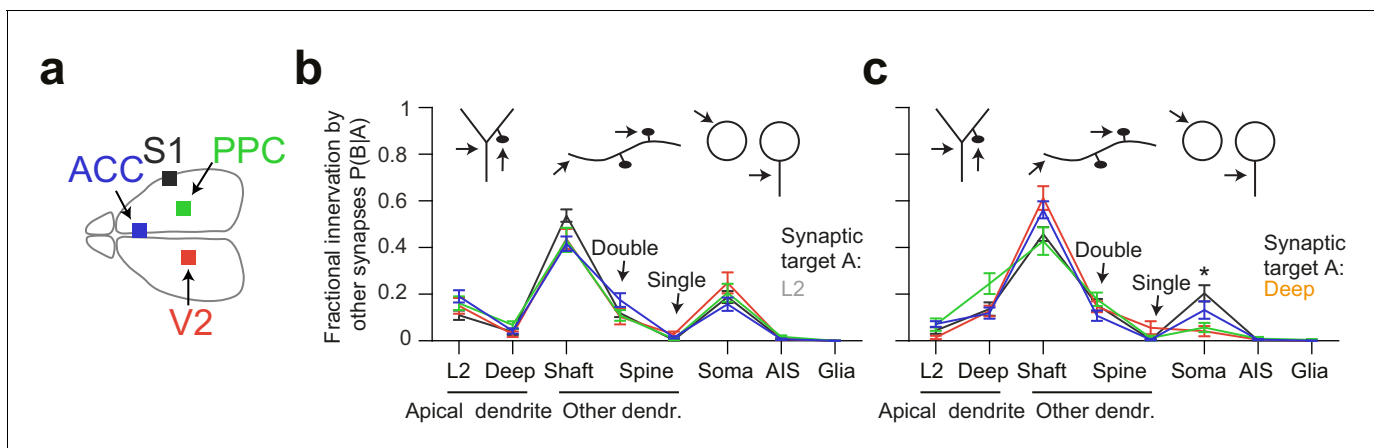 a
S1
PPC
ACC
V2
b
Fractional innervation by
other synapses P(B|A)
1
0.8
0.6
0.4
0.2
0
Double
Single
Synaptic
target A:
L2
L2 Deep Shaft Spine Soma AIS Glia
Apical dendrite Other dendr.
c
Double
Single
*
Synaptic
target A:
Deep
L2 Deep Shaft Spine Soma AIS Glia
Apical dendrite Other dendr.